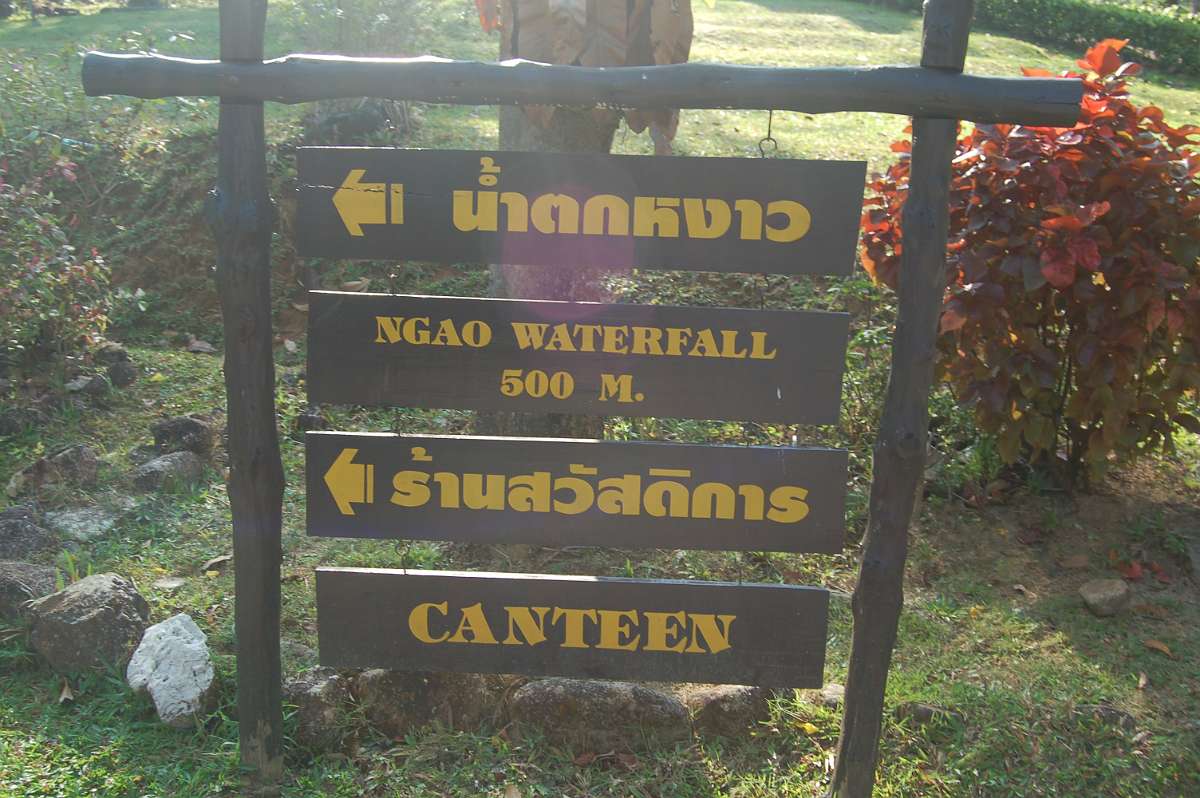 น้ำตกหงาว
NGAO WATERFALL
500 M.
ร้านสวัสดิการ
CANTEEN